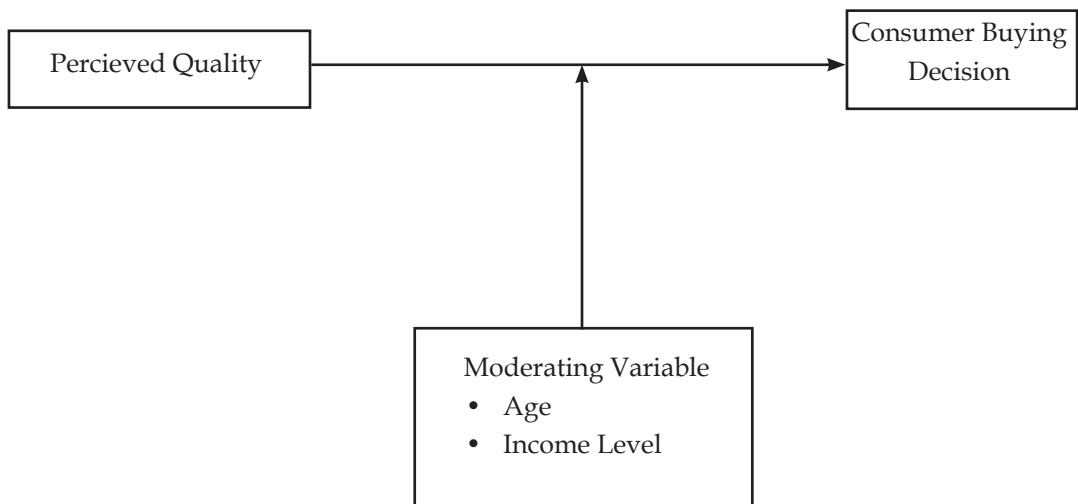 Percieved Quality
Consumer Buying
Decision
Moderating Variable
• Age
• Income Level